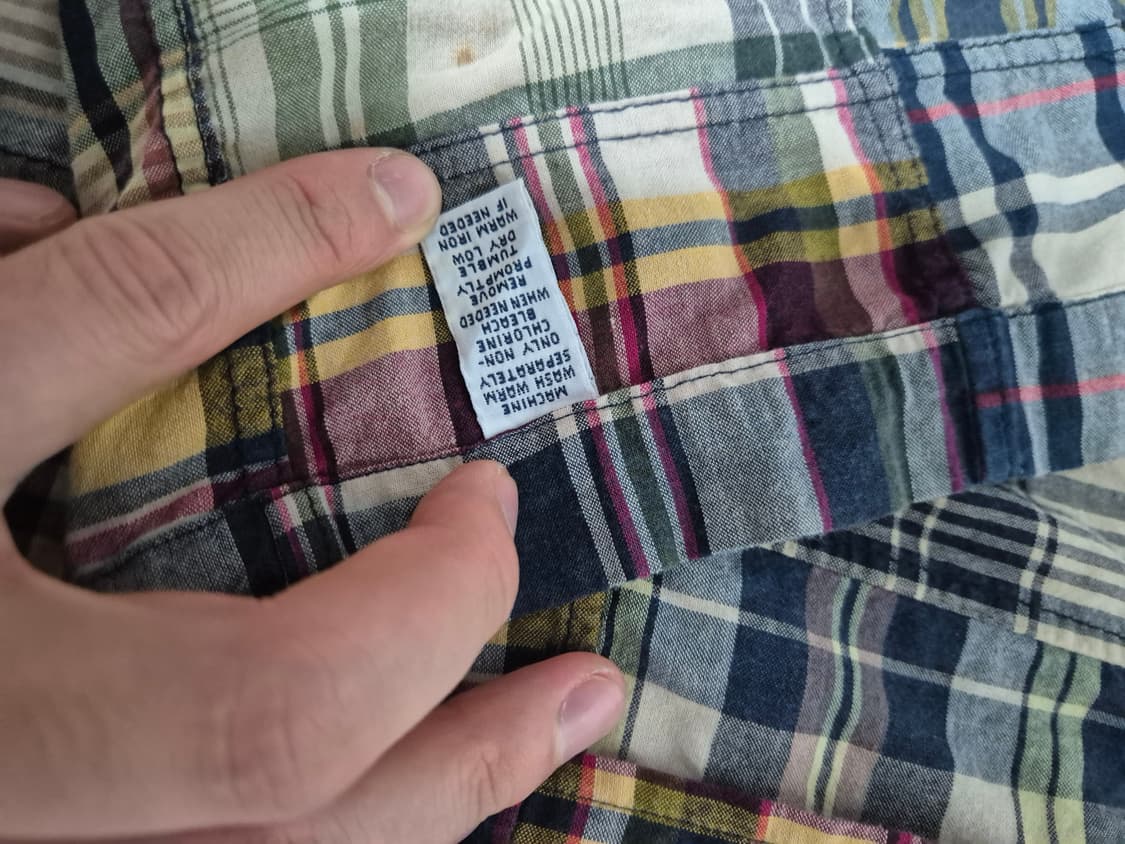 MACHINE
WASH WARM
SEPARATELY
ONLY NON-
CHLORINE
BLEACH
WHEN NEEDED
REMOVE
PROMPTLY
TUMBLE
DRY LOW
WARM IRON
IF NEEDED